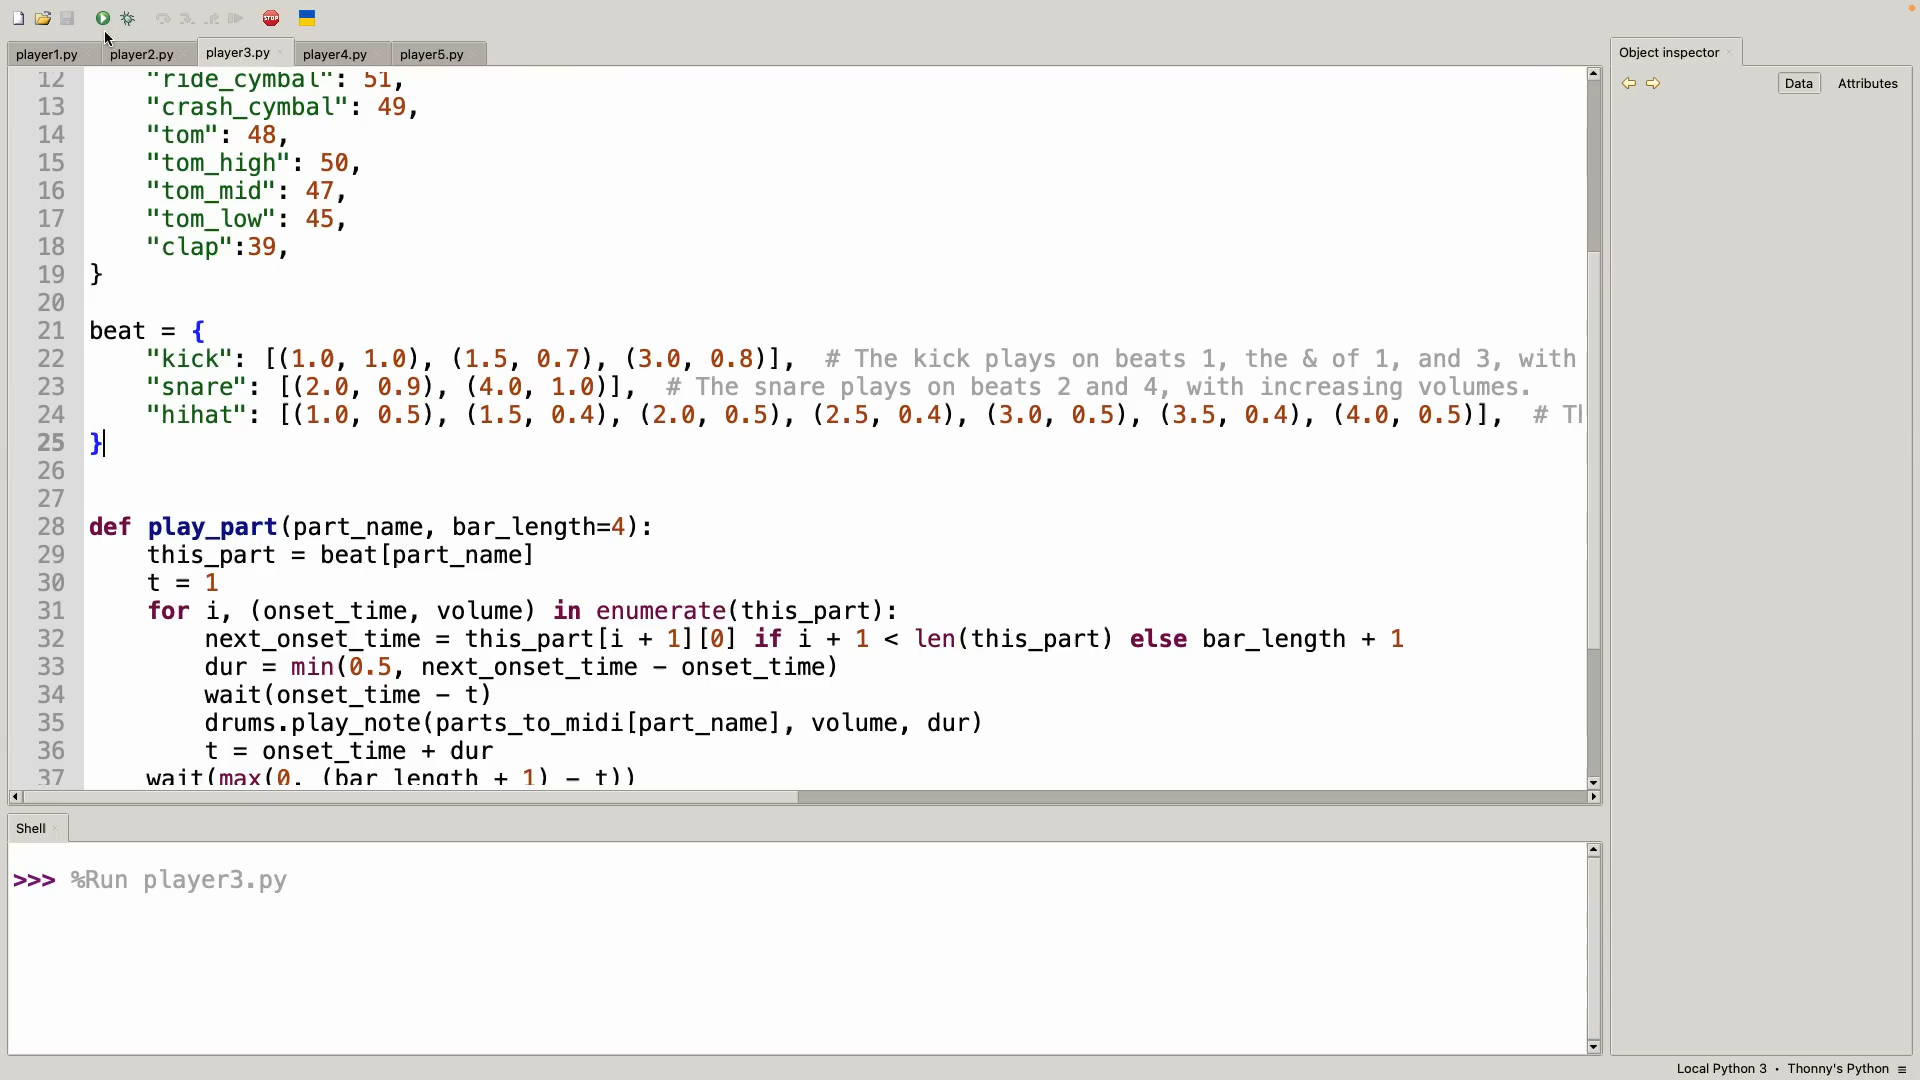 STOP
player1.py
player2.py
player3.py
player4.py
player5.py
Object inspector
Data
Attributes
12 "ride_cymbal": 51,
13 "crash_cymbal": 49,
14 "tom": 48,
15 "tom_high": 50,
16 "tom_mid": 47,
17 "tom_low": 45,
18 "clap":39,
19 }
20
21 beat = {
22 "kick": [(1.0, 1.0), (1.5, 0.7), (3.0, 0.8)],  # The kick plays on beats 1, the & of 1, and 3, with
23 "snare": [(2.0, 0.9), (4.0, 1.0)],  # The snare plays on beats 2 and 4, with increasing volumes.
24 "hihat": [(1.0, 0.5), (1.5, 0.4), (2.0, 0.5), (2.5, 0.4), (3.0, 0.5), (3.5, 0.4), (4.0, 0.5)],  #
25 }
26
27
28 def play_part(part_name, bar_length=4):
29 this_part = beat[part_name]
30 t = 1
31 for i, (onset_time, volume) in enumerate(this_part):
32 next_onset_time = this_part[i + 1][0] if i + 1 < len(this_part) else bar_length + 1
33 dur = min(0.5, next_onset_time - onset_time)
34 wait(onset_time - t)
35 drums.play_note(parts_to_midi[part_name], volume, dur)
36 t = onset_time + dur
37 wait(max(0, (bar_length + 1) - t))
Shell
>>> %Run player3.py
Local Python 3 • Thonny's Python ≡